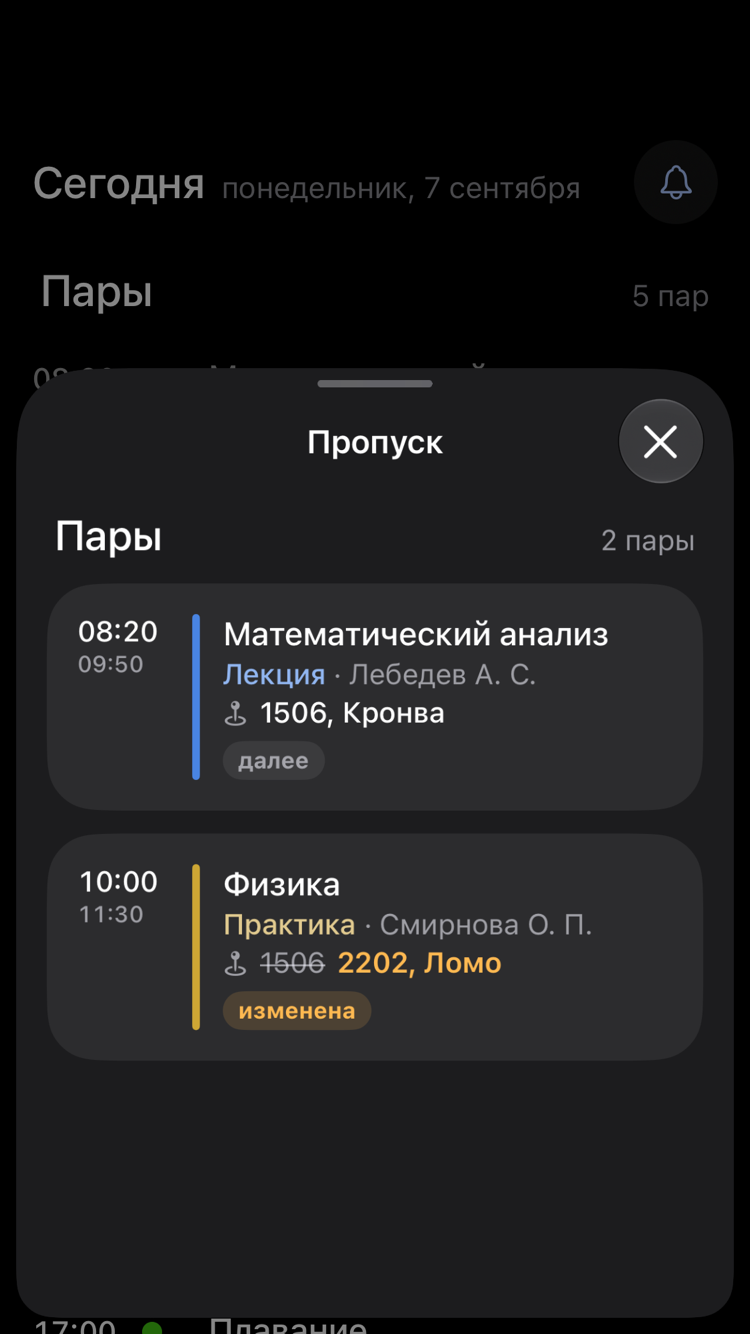 Сегодня понедельник, 7 сентября
Пары 5 пар
Пропуск
Пары 2 пары
08:20 Математический анализ
09:50 Лекция · Лебедев А. С.
1506, Кронва
далее
10:00 Физика
11:30 Практика · Смирнова О. П.
1506 2202, Ломо
изменена
17:00 Плавание